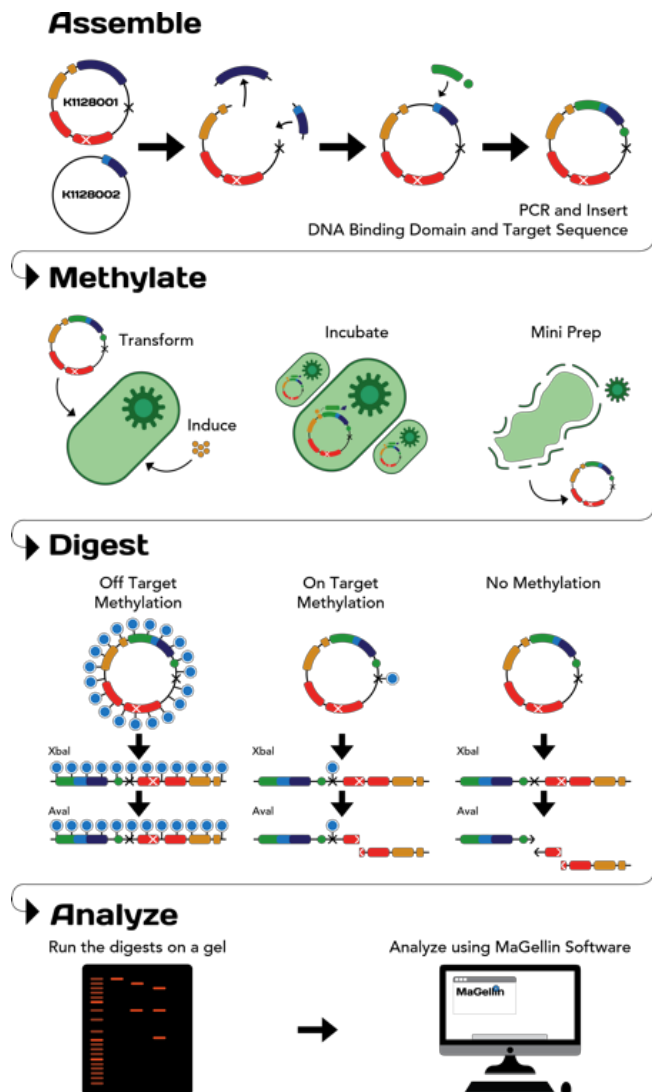 Assemble
K1128001
K1128002
PCR and Insert
DNA Binding Domain and Target Sequence
Methylate
Transform
Induce
Incubate
Mini Prep
Digest
Off Target
Methylation
On Target
Methylation
No Methylation
XbaI
XbaI
XbaI
AvaI
AvaI
AvaI
Analyze
Run the digests on a gel
Analyze using MaGellin Software
MaGellin